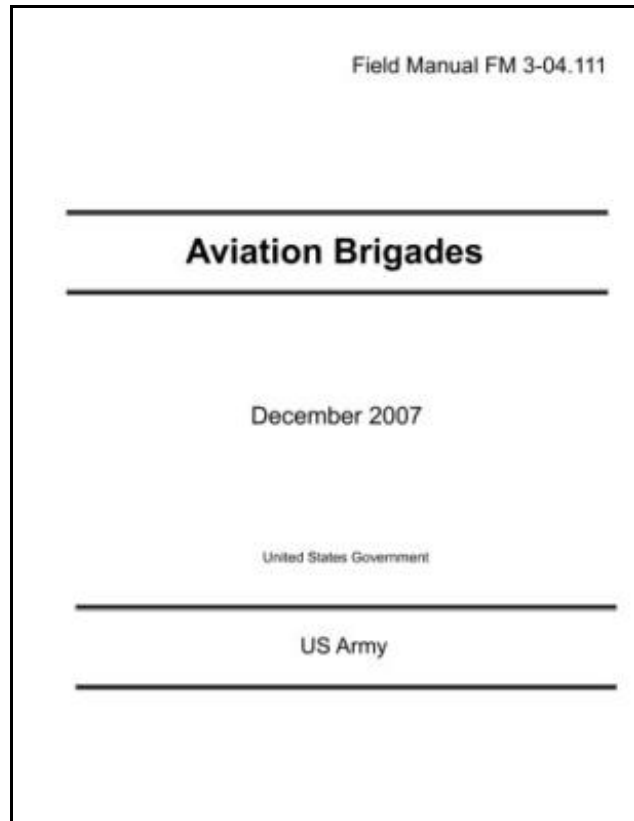 Field Manual FM 3-04.111
Aviation Brigades
December 2007
United States Government
US Army